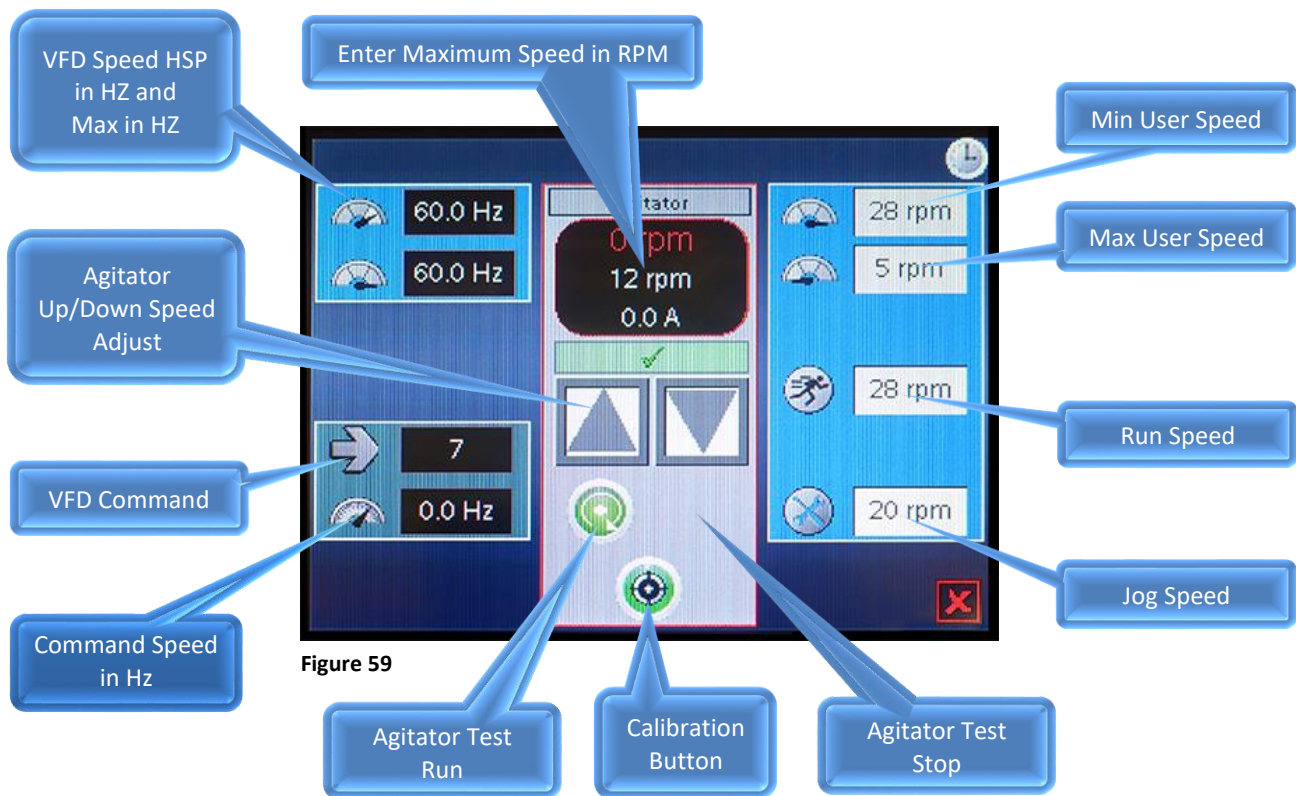 VFD Speed HSP
in HZ and
Max in HZ
Enter Maximum Speed in RPM
Min User Speed
Max User Speed
Agitator
Up/Down Speed
Adjust
VFD Command
Command Speed
in Hz
Run Speed
Jog Speed
60.0 Hz
60.0 Hz
7
0.0 Hz
0 rpm
12 rpm
0.0 A
28 rpm
5 rpm
28 rpm
20 rpm
Figure 59
Agitator Test
Run
Calibration
Button
Agitator Test
Stop